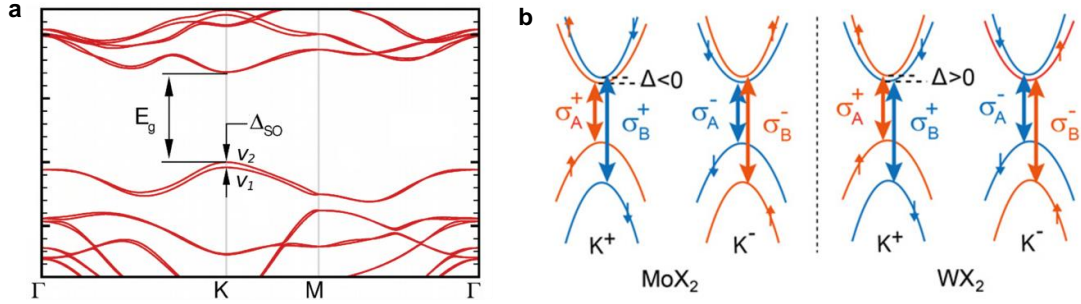 a
E_g
Δ_SO
v_2
v_1
Γ K M Γ
b
Δ<0
σ_A^+
σ_B^+
σ_A^-
σ_B^-
K^+
K^-
MoX_2
Δ>0
σ_A^+
σ_B^+
σ_A^-
σ_B^-
K^+
K^-
WX_2